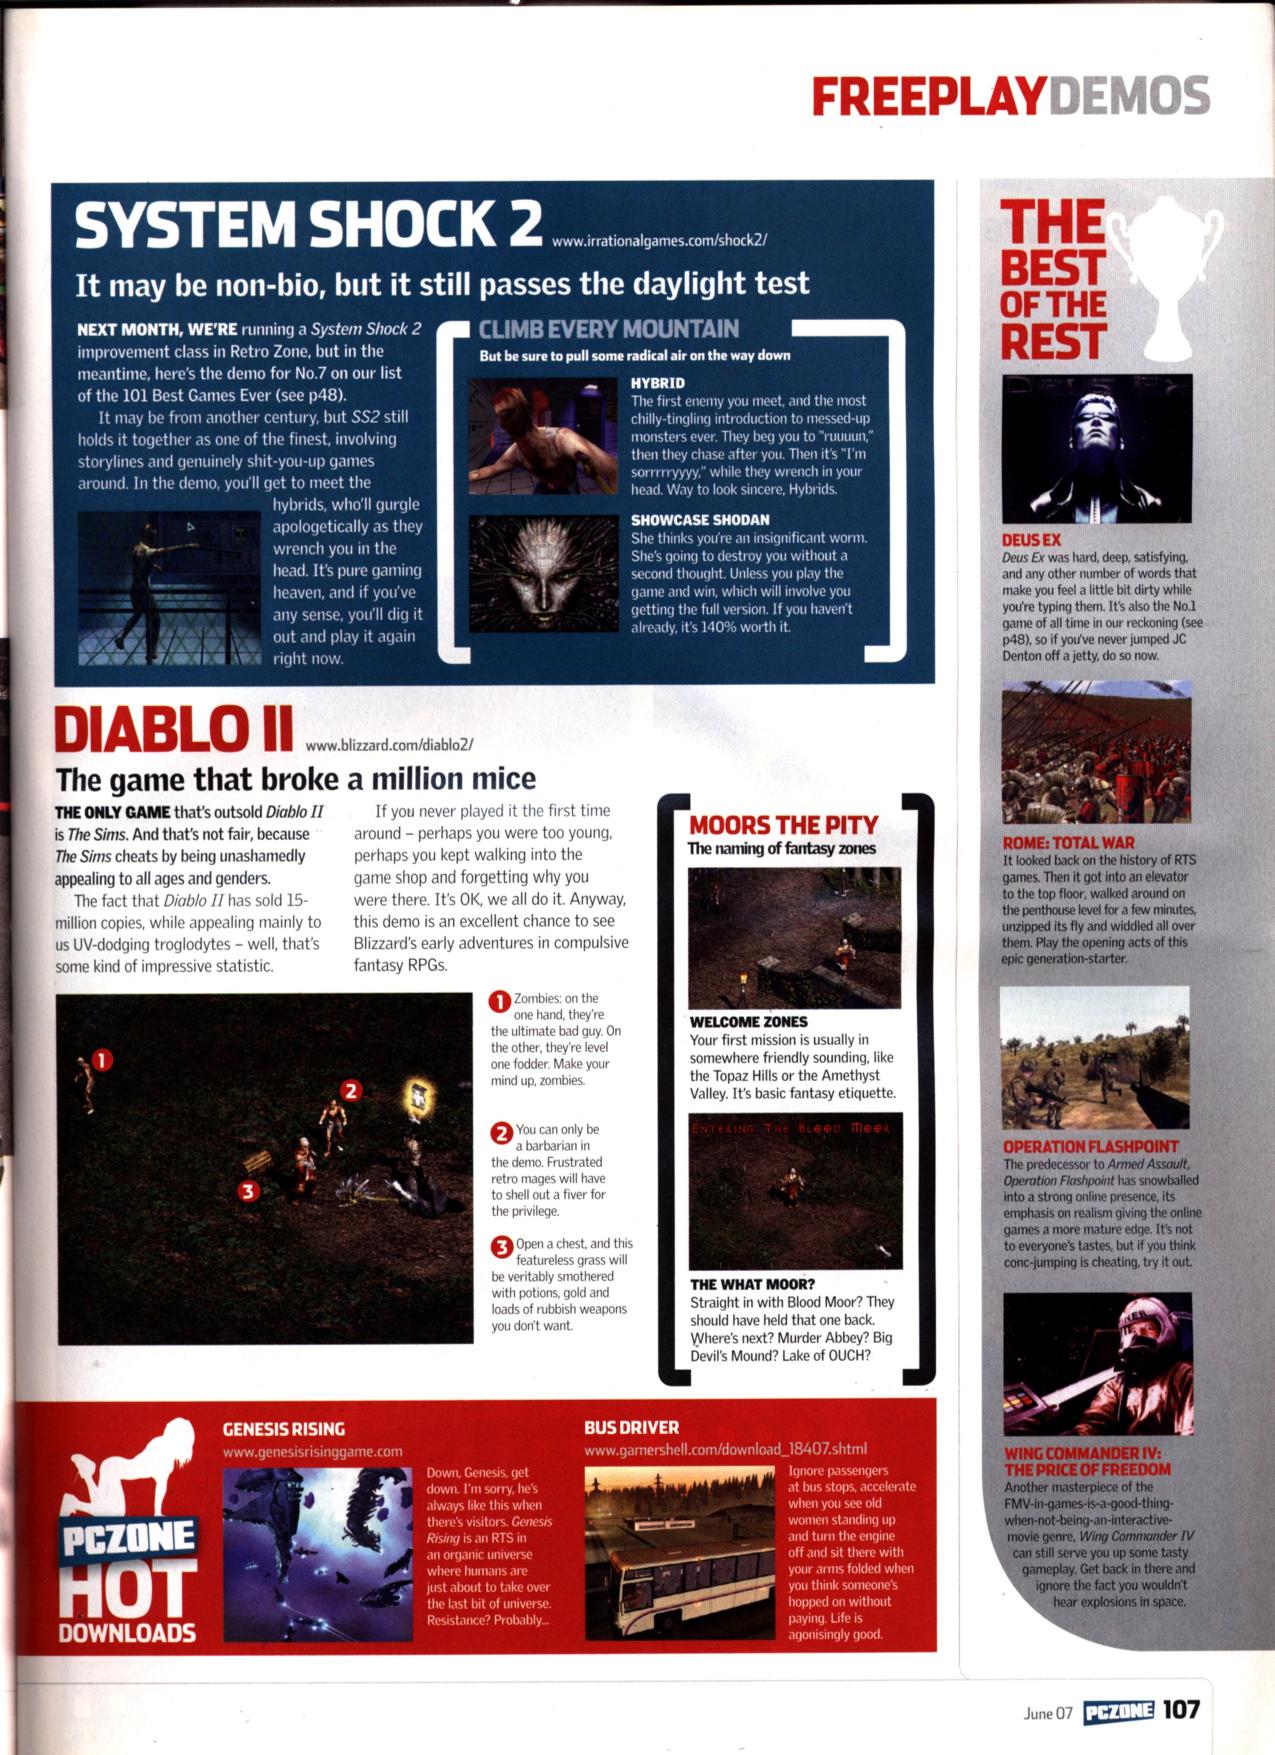 FREEPLAYDEMOS
SYSTEM SHOCK 2 www.irrationalgames.com/shock2/
It may be non-bio, but it still passes the daylight test
NEXT MONTH, WE'RE running a System Shock 2
improvement class in Retro Zone, but in the
meantime, here's the demo for No.7 on our list
of the 101 Best Games Ever (see p48).
It may be from another century, but SS2 still
holds it together as one of the finest, involving
storylines and genuinely shit-you-up games
around. In the demo, you'll get to meet the
hybrids, who'll gurgle
apologetically as they
wrench you in the
head. It's pure gaming
heaven, and if you've
any sense, you'll dig it
out and play it again
right now.
CLIMB EVERY MOUNTAIN
But be sure to pull some radical air on the way down
HYBRID
The first enemy you meet, and the most
chilly-tingling introduction to messed-up
monsters ever. They beg you to "ruuuun,"
then they chase after you. Then it's "I'm
sorrrrryyyy," while they wrench in your
head. Way to look sincere, Hybrids.
SHOWCASE SHODAN
She thinks you're an insignificant worm.
She's going to destroy you without a
second thought. Unless you play the
game and win, which will involve you
getting the full version. If you haven't
already, it's 140% worth it.
DIABLO II www.blizzard.com/diablo2/
The game that broke a million mice
THE ONLY GAME that's outsold Diablo II
is The Sims. And that's not fair, because
The Sims cheats by being unashamedly
appealing to all ages and genders.
The fact that Diablo II has sold 15-
million copies, while appealing mainly to
us UV-dodging troglodytes – well, that's
some kind of impressive statistic.
If you never played it the first time
around – perhaps you were too young,
perhaps you kept walking into the
game shop and forgetting why you
were there. It's OK, we all do it. Anyway,
this demo is an excellent chance to see
Blizzard's early adventures in compulsive
fantasy RPGs.
1
2
3
1 Zombies: on the
one hand, they're
the ultimate bad guy. On
the other, they're level
one fodder. Make your
mind up, zombies.
2 You can only be
a barbarian in
the demo. Frustrated
retro mages will have
to shell out a fiver for
the privilege.
3 Open a chest, and this
featureless grass will
be veritably smothered
with potions, gold and
loads of rubbish weapons
you don't want.
MOORS THE PITY
The naming of fantasy zones
WELCOME ZONES
Your first mission is usually in
somewhere friendly sounding, like
the Topaz Hills or the Amethyst
Valley. It's basic fantasy etiquette.
ENTERING THE BLOOD MOOR
THE WHAT MOOR?
Straight in with Blood Moor? They
should have held that one back.
Where's next? Murder Abbey? Big
Devil's Mound? Lake of OUCH?
PCZONE
HOT
DOWNLOADS
GENESIS RISING
www.genesisrisinggame.com
Down, Genesis, get
down. I'm sorry, he's
always like this when
there's visitors. Genesis
Rising is an RTS in
an organic universe
where humans are
just about to take over
the last bit of universe.
Resistance? Probably...
BUS DRIVER
www.gamershell.com/download_18407.shtml
Ignore passengers
at bus stops, accelerate
when you see old
women standing up
and turn the engine
off and sit there with
your arms folded when
you think someone's
hopped on without
paying. Life is
agonisingly good.
THE
BEST
OF THE
REST
DEUS EX
Deus Ex was hard, deep, satisfying,
and any other number of words that
make you feel a little bit dirty while
you're typing them. It's also the No.1
game of all time in our reckoning (see
p48), so if you've never jumped JC
Denton off a jetty, do so now.
ROME: TOTAL WAR
It looked back on the history of RTS
games. Then it got into an elevator
to the top floor, walked around on
the penthouse level for a few minutes,
unzipped its fly and widdled all over
them. Play the opening acts of this
epic generation-starter.
OPERATION FLASHPOINT
The predecessor to Armed Assault,
Operation Flashpoint has snowballed
into a strong online presence, its
emphasis on realism giving the online
games a more mature edge. It's not
to everyone's tastes, but if you think
conc-jumping is cheating, try it out.
WING COMMANDER IV:
THE PRICE OF FREEDOM
Another masterpiece of the
FMV-in-games-is-a-good-thing-
when-not-being-an-interactive-
movie genre, Wing Commander IV
can still serve you up some tasty
gameplay. Get back in there and
ignore the fact you wouldn't
hear explosions in space.
June 07 PCZONE 107